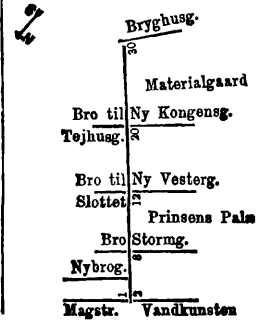 Bryghusg.
30
Materialgaard
Bro til Ny Kongensg.
Tøjhusg. 20
Bro til Ny Vesterg.
Slottet 12
Prinsens Palæ
Bro Stormg.
8
Nybrog.
1 2
Magstr. Vandkunsten